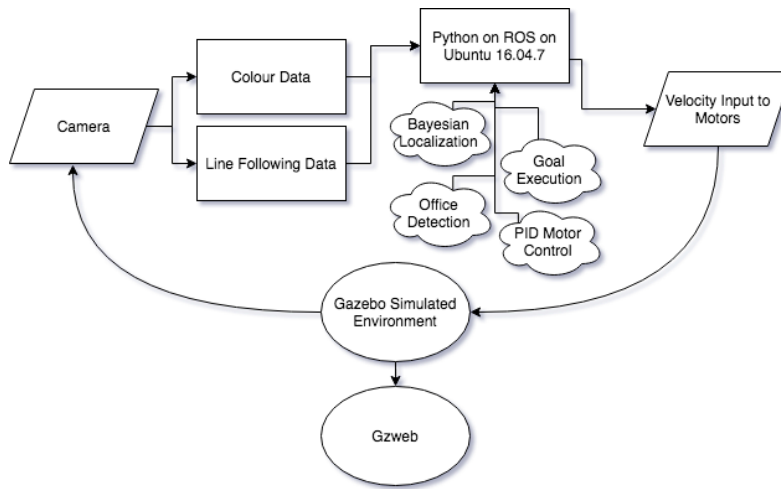 Python on ROS on
Ubuntu 16.04.7
Colour Data
Velocity Input to
Motors
Camera
Bayesian
Localization
Line Following Data
Goal
Execution
Office
Detection
PID Motor
Control
Gazebo Simulated
Environment
Gzweb